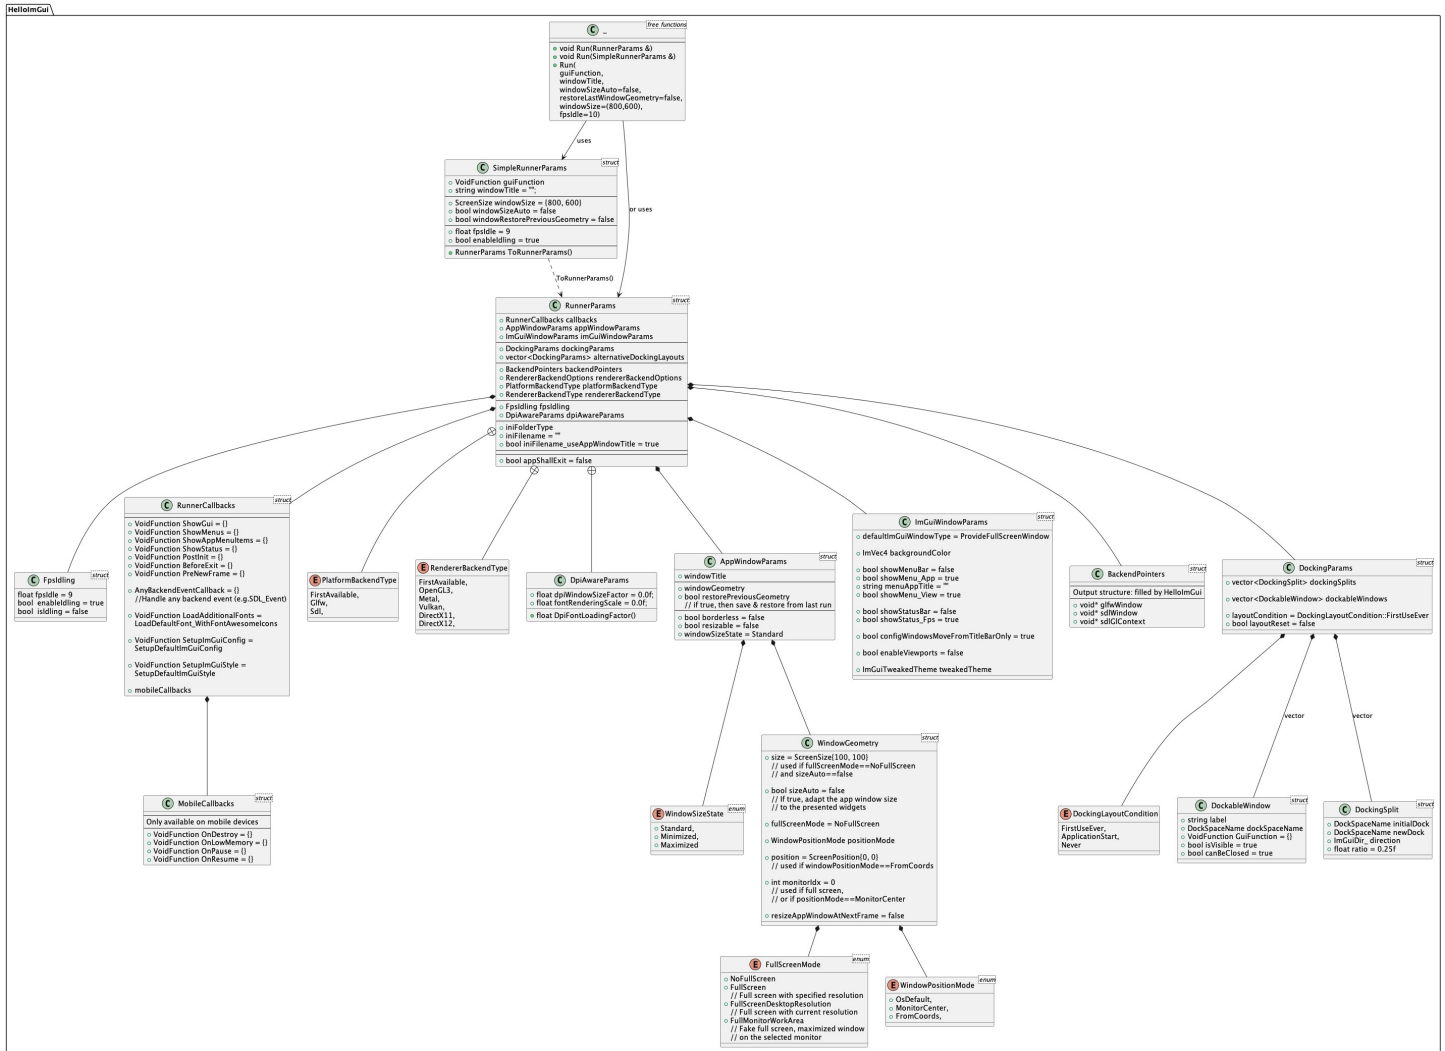 HelloImGui
free functions
C _
void Run(RunnerParams &)
void Run(SimpleRunnerParams &)
Run(
guiFunction,
windowTitle,
windowSizeAuto=false,
restoreLastWindowGeometry=false,
windowSize=(800,600),
fpsIdle=10)
uses
or uses
struct
C SimpleRunnerParams
VoidFunction guiFunction
string windowTitle = "";
ScreenSize windowSize = {800, 600}
bool windowSizeAuto = false
bool windowRestorePreviousGeometry = false
float fpsIdle = 9
bool enableIdling = true
RunnerParams ToRunnerParams()
ToRunnerParams()
struct
C RunnerParams
RunnerCallbacks callbacks
AppWindowParams appWindowParams
ImGuiWindowParams imGuiWindowParams
DockingParams dockingParams
vector<DockingParams> alternativeDockingLayouts
BackendPointers backendPointers
RendererBackendOptions rendererBackendOptions
PlatformBackendType platformBackendType
RendererBackendType rendererBackendType
FpsIdling fpsIdling
DpiAwareParams dpiAwareParams
iniFolderType
iniFilename = ""
bool iniFilename_useAppWindowTitle = true
bool appShallExit = false
struct
C FpsIdling
float fpsIdle = 9
bool enableIdling = true
bool isIdling = false
struct
C RunnerCallbacks
VoidFunction ShowGui = {}
VoidFunction ShowMenus = {}
VoidFunction ShowAppMenuItems = {}
VoidFunction ShowStatus = {}
VoidFunction PostInit = {}
VoidFunction BeforeExit = {}
VoidFunction PreNewFrame = {}
AnyBackendEventCallback = {}
//Handle any backend event (e.g.SDL_Event)
VoidFunction LoadAdditionalFonts =
LoadDefaultFont_WithFontAwesomeIcons
VoidFunction SetupImGuiConfig =
SetupDefaultImGuiConfig
VoidFunction SetupImGuiStyle =
SetupDefaultImGuiStyle
mobileCallbacks
struct
C MobileCallbacks
Only available on mobile devices
VoidFunction OnDestroy = {}
VoidFunction OnLowMemory = {}
VoidFunction OnPause = {}
VoidFunction OnResume = {}
E PlatformBackendType
FirstAvailable,
Glfw,
Sdl,
E RendererBackendType
FirstAvailable,
OpenGL3,
Metal,
Vulkan,
DirectX11,
DirectX12,
struct
C DpiAwareParams
float dpiWindowSizeFactor = 0.0f;
float fontRenderingScale = 0.0f;
float DpiFontLoadingFactor()
struct
C AppWindowParams
windowTitle
windowGeometry
bool restorePreviousGeometry
// if true, then save & restore from last run
bool borderless = false
bool resizable = false
windowSizeState = Standard
struct
C ImGuiWindowParams
defaultImGuiWindowType = ProvideFullScreenWindow
ImVec4 backgroundColor
bool showMenuBar = false
string menuAppTitle = ""
bool showMenu_App = true
bool showMenu_View = true
bool showStatusBar = false
bool showStatus_Fps = true
bool configWindowsMoveFromTitleBarOnly = true
bool enableViewports = false
ImGuiTweakedTheme tweakedTheme
struct
C BackendPointers
Output structure: filled by HelloImGui
void* glfwWindow
void* sdlWindow
void* sdlGlContext
struct
C DockingParams
vector<DockingSplit> dockingSplits
vector<DockableWindow> dockableWindows
layoutCondition = DockingLayoutCondition::FirstUseEver
bool layoutReset = false
vector
vector
enum
E WindowSizeState
Standard,
Minimized,
Maximized
struct
C WindowGeometry
size = ScreenSize{100, 100}
// used if fullScreenMode==NoFullScreen
// and sizeAuto==false
bool sizeAuto = false
// If true, adapt the app window size
// to the presented widgets
fullScreenMode = NoFullScreen
WindowPositionMode positionMode
position = ScreenPosition{0, 0}
// used if windowPositionMode==FromCoords
int monitorIdx = 0
// used if full screen,
// or if positionMode==MonitorCenter
resizeAppWindowAtNextFrame = false
E DockingLayoutCondition
FirstUseEver,
ApplicationStart,
Never
struct
C DockableWindow
string label
DockSpaceName dockSpaceName
VoidFunction GuiFunction = {}
bool isVisible = true
bool canBeClosed = true
struct
C DockingSplit
DockSpaceName initialDock
DockSpaceName newDock
ImGuiDir_ direction
float ratio = 0.25f
enum
E FullScreenMode
NoFullScreen
FullScreen
// Full screen with specified resolution
FullScreenDesktopResolution
// Full screen with current resolution
FullMonitorWorkArea
// Fake full screen, maximized window
// on the selected monitor
enum
E WindowPositionMode
OsDefault,
MonitorCenter,
FromCoords,